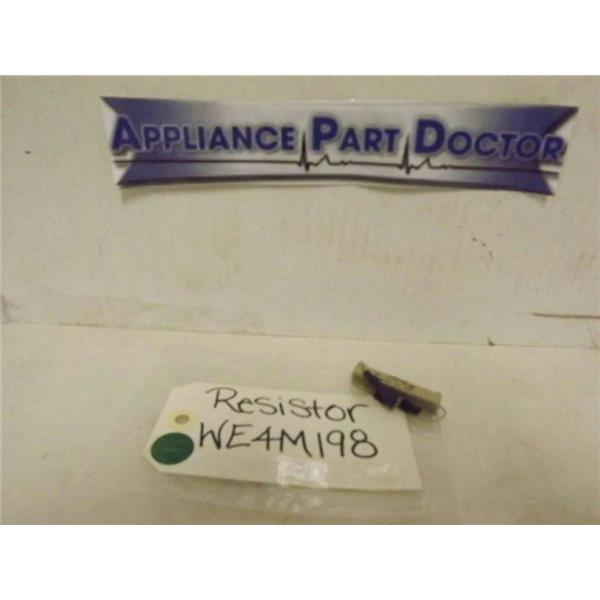 APPLIANCE PART DOCTOR
Resistor
WE4M198